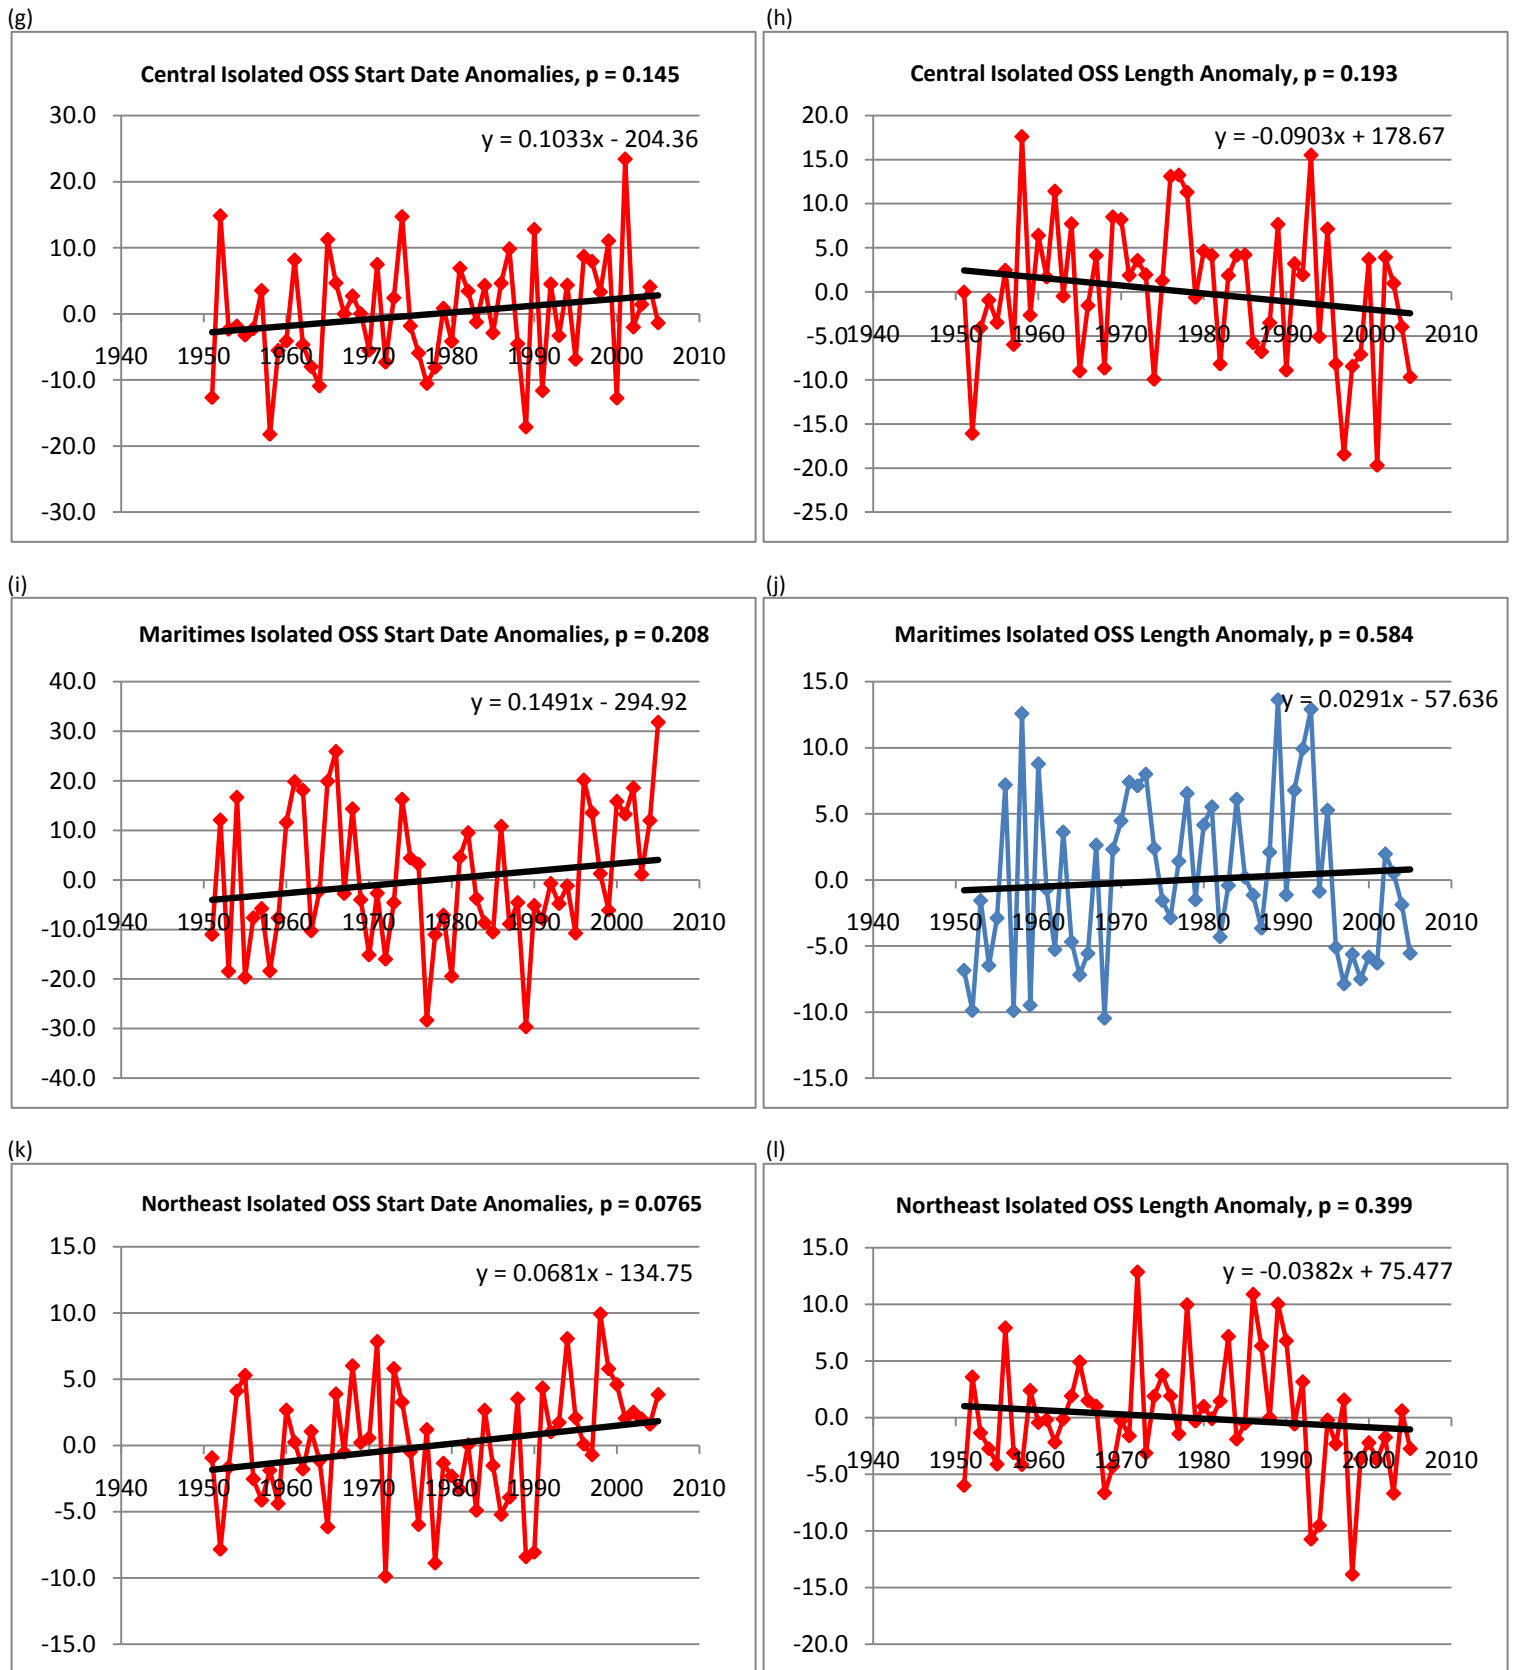 (g)
Central Isolated OSS Start Date Anomalies, p = 0.145
y = 0.1033x - 204.36
30.0
20.0
10.0
0.0
-10.0
-20.0
-30.0
1940 1950 1960 1970 1980 1990 2000 2010
(h)
Central Isolated OSS Length Anomaly, p = 0.193
y = -0.0903x + 178.67
20.0
15.0
10.0
5.0
0.0
-5.0
-10.0
-15.0
-20.0
-25.0
1940 1950 1960 1970 1980 1990 2000 2010
(i)
Maritimes Isolated OSS Start Date Anomalies, p = 0.208
y = 0.1491x - 294.92
40.0
30.0
20.0
10.0
0.0
-10.0
-20.0
-30.0
-40.0
1940 1950 1960 1970 1980 1990 2000 2010
(j)
Maritimes Isolated OSS Length Anomaly, p = 0.584
y = 0.0291x - 57.636
15.0
10.0
5.0
0.0
-5.0
-10.0
-15.0
1940 1950 1960 1970 1980 1990 2000 2010
(k)
Northeast Isolated OSS Start Date Anomalies, p = 0.0765
y = 0.0681x - 134.75
15.0
10.0
5.0
0.0
-5.0
-10.0
-15.0
1940 1950 1960 1970 1980 1990 2000 2010
(l)
Northeast Isolated OSS Length Anomaly, p = 0.399
y = -0.0382x + 75.477
15.0
10.0
5.0
0.0
-5.0
-10.0
-15.0
-20.0
1940 1950 1960 1970 1980 1990 2000 2010